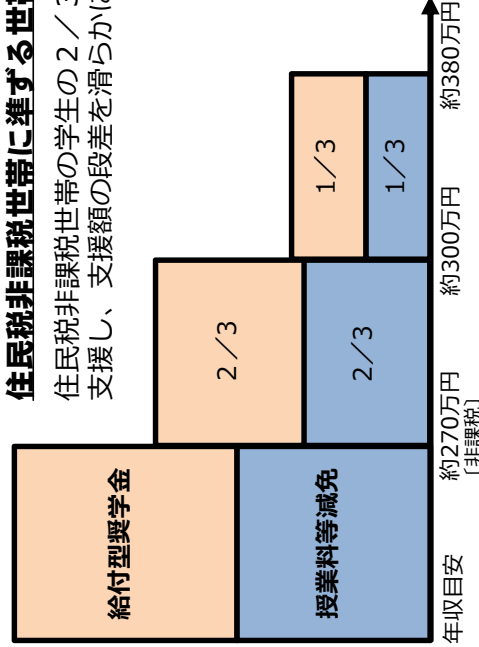 住民税非課税世帯に準ずる世帯
住民税非課税世帯の学生の２／３
支援し、支援額の段差を滑らかに
給付型奨学金
授業料等減免
２／３
２／３
１／３
１／３
年収目安
約270万円
〔非課税〕
約300万円
約380万円